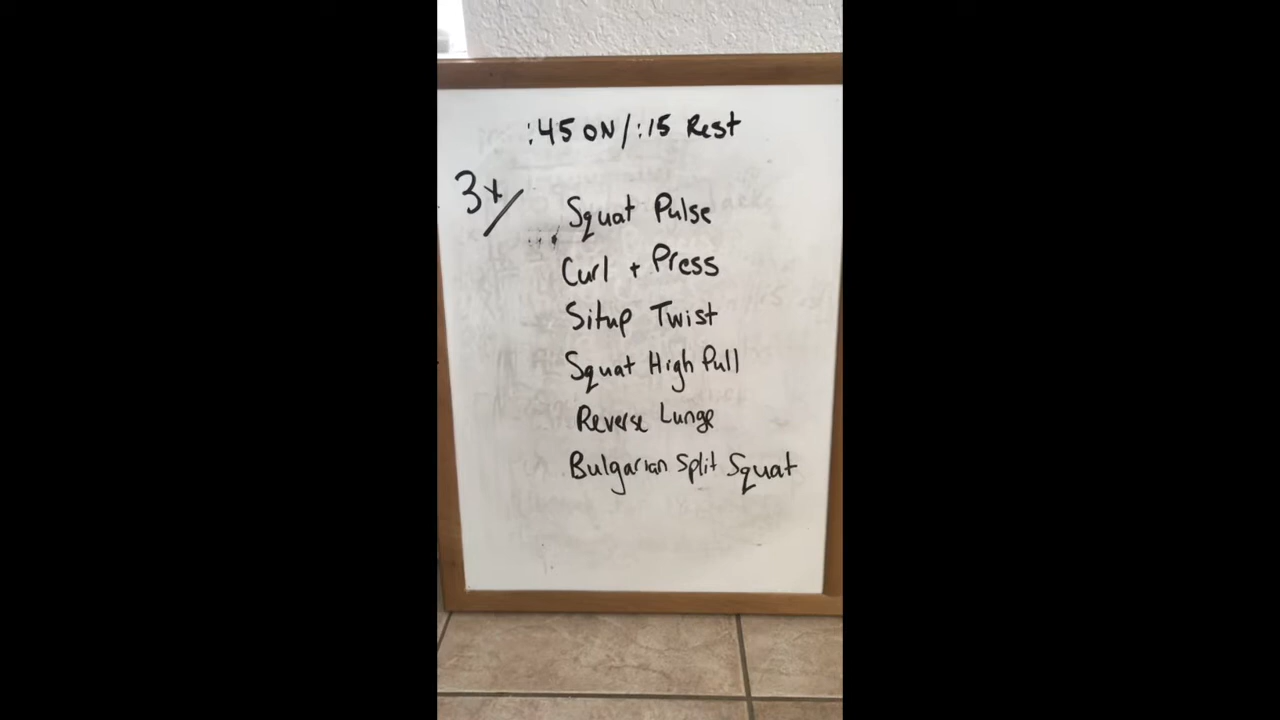 :45 ON/:15 Rest
3x/
Squat Pulse
Curl + Press
Situp Twist
Squat High Pull
Reverse Lunge
Bulgarian Split Squat